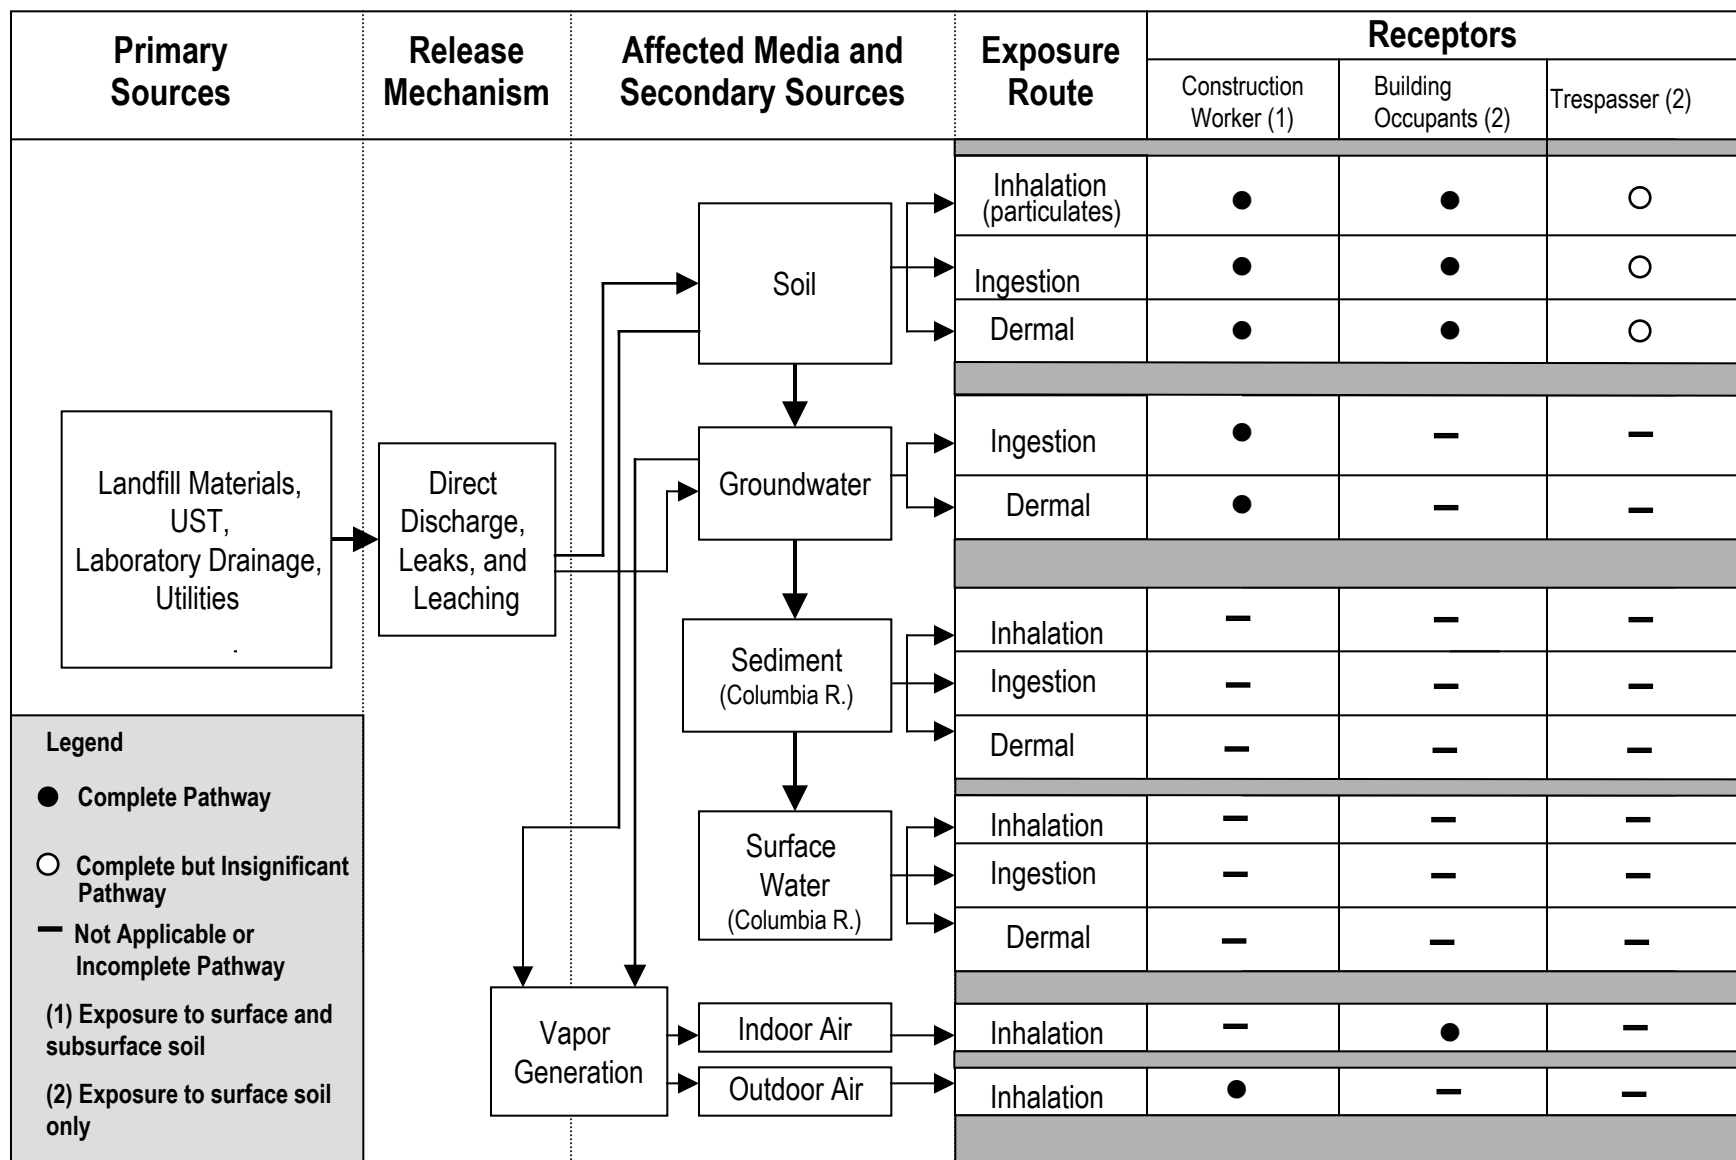 Primary
Sources
Release
Mechanism
Affected Media and
Secondary Sources
Exposure
Route
Receptors
Construction
Worker (1)
Building
Occupants (2)
Trespasser (2)
Landfill Materials,
UST,
Laboratory Drainage,
Utilities
.
Direct
Discharge,
Leaks, and
Leaching
Soil
Inhalation
(particulates)
Ingestion
Dermal
Groundwater
Ingestion
Dermal
Sediment
(Columbia R.)
Inhalation
Ingestion
Dermal
Surface
Water
(Columbia R.)
Inhalation
Ingestion
Dermal
Vapor
Generation
Indoor Air
Inhalation
Outdoor Air
Inhalation
Legend
Complete Pathway
Complete but Insignificant
Pathway
Not Applicable or
Incomplete Pathway
(1) Exposure to surface and
subsurface soil
(2) Exposure to surface soil
only